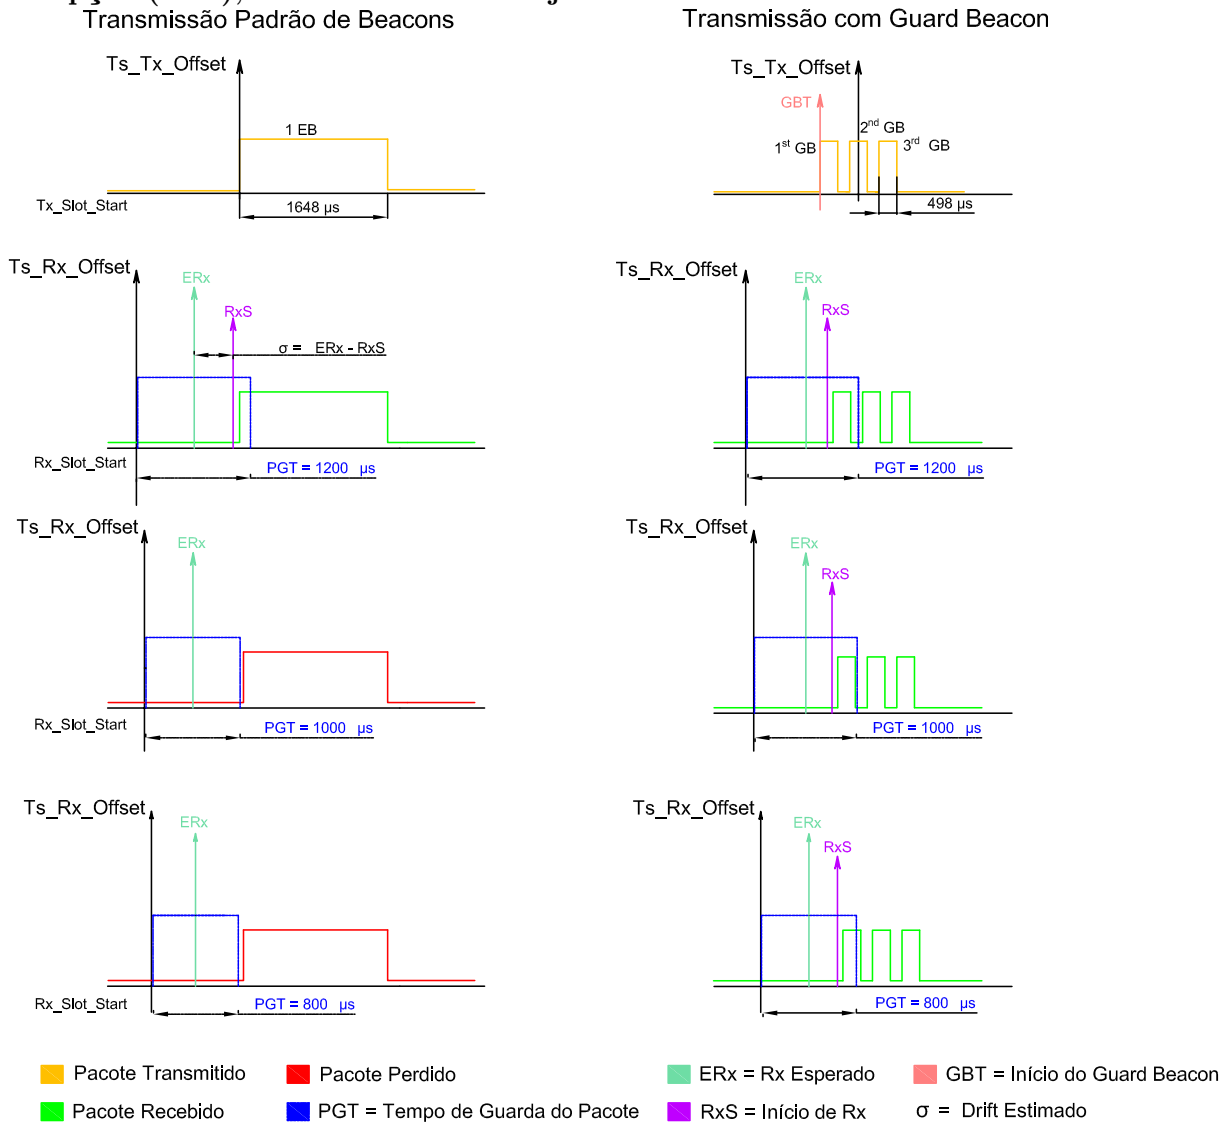 Transmissão Padrão de Beacons
Transmissão com Guard Beacon
Ts_Tx_Offset
1 EB
Tx_Slot_Start
1648 µs
Ts_Tx_Offset
GBT
1st GB
2nd GB
3rd GB
498 µs
Ts_Rx_Offset
ERx
RxS
σ = ERx - RxS
Rx_Slot_Start
PGT = 1200 µs
Ts_Rx_Offset
ERx
RxS
PGT = 1200 µs
Ts_Rx_Offset
ERx
Rx_Slot_Start
PGT = 1000 µs
Ts_Rx_Offset
ERx
RxS
PGT = 1000 µs
Ts_Rx_Offset
ERx
Rx_Slot_Start
PGT = 800 µs
Ts_Rx_Offset
ERx
RxS
PGT = 800 µs
Pacote Transmitido
Pacote Perdido
ERx = Rx Esperado
GBT = Início do Guard Beacon
Pacote Recebido
PGT = Tempo de Guarda do Pacote
RxS = Início de Rx
σ = Drift Estimado